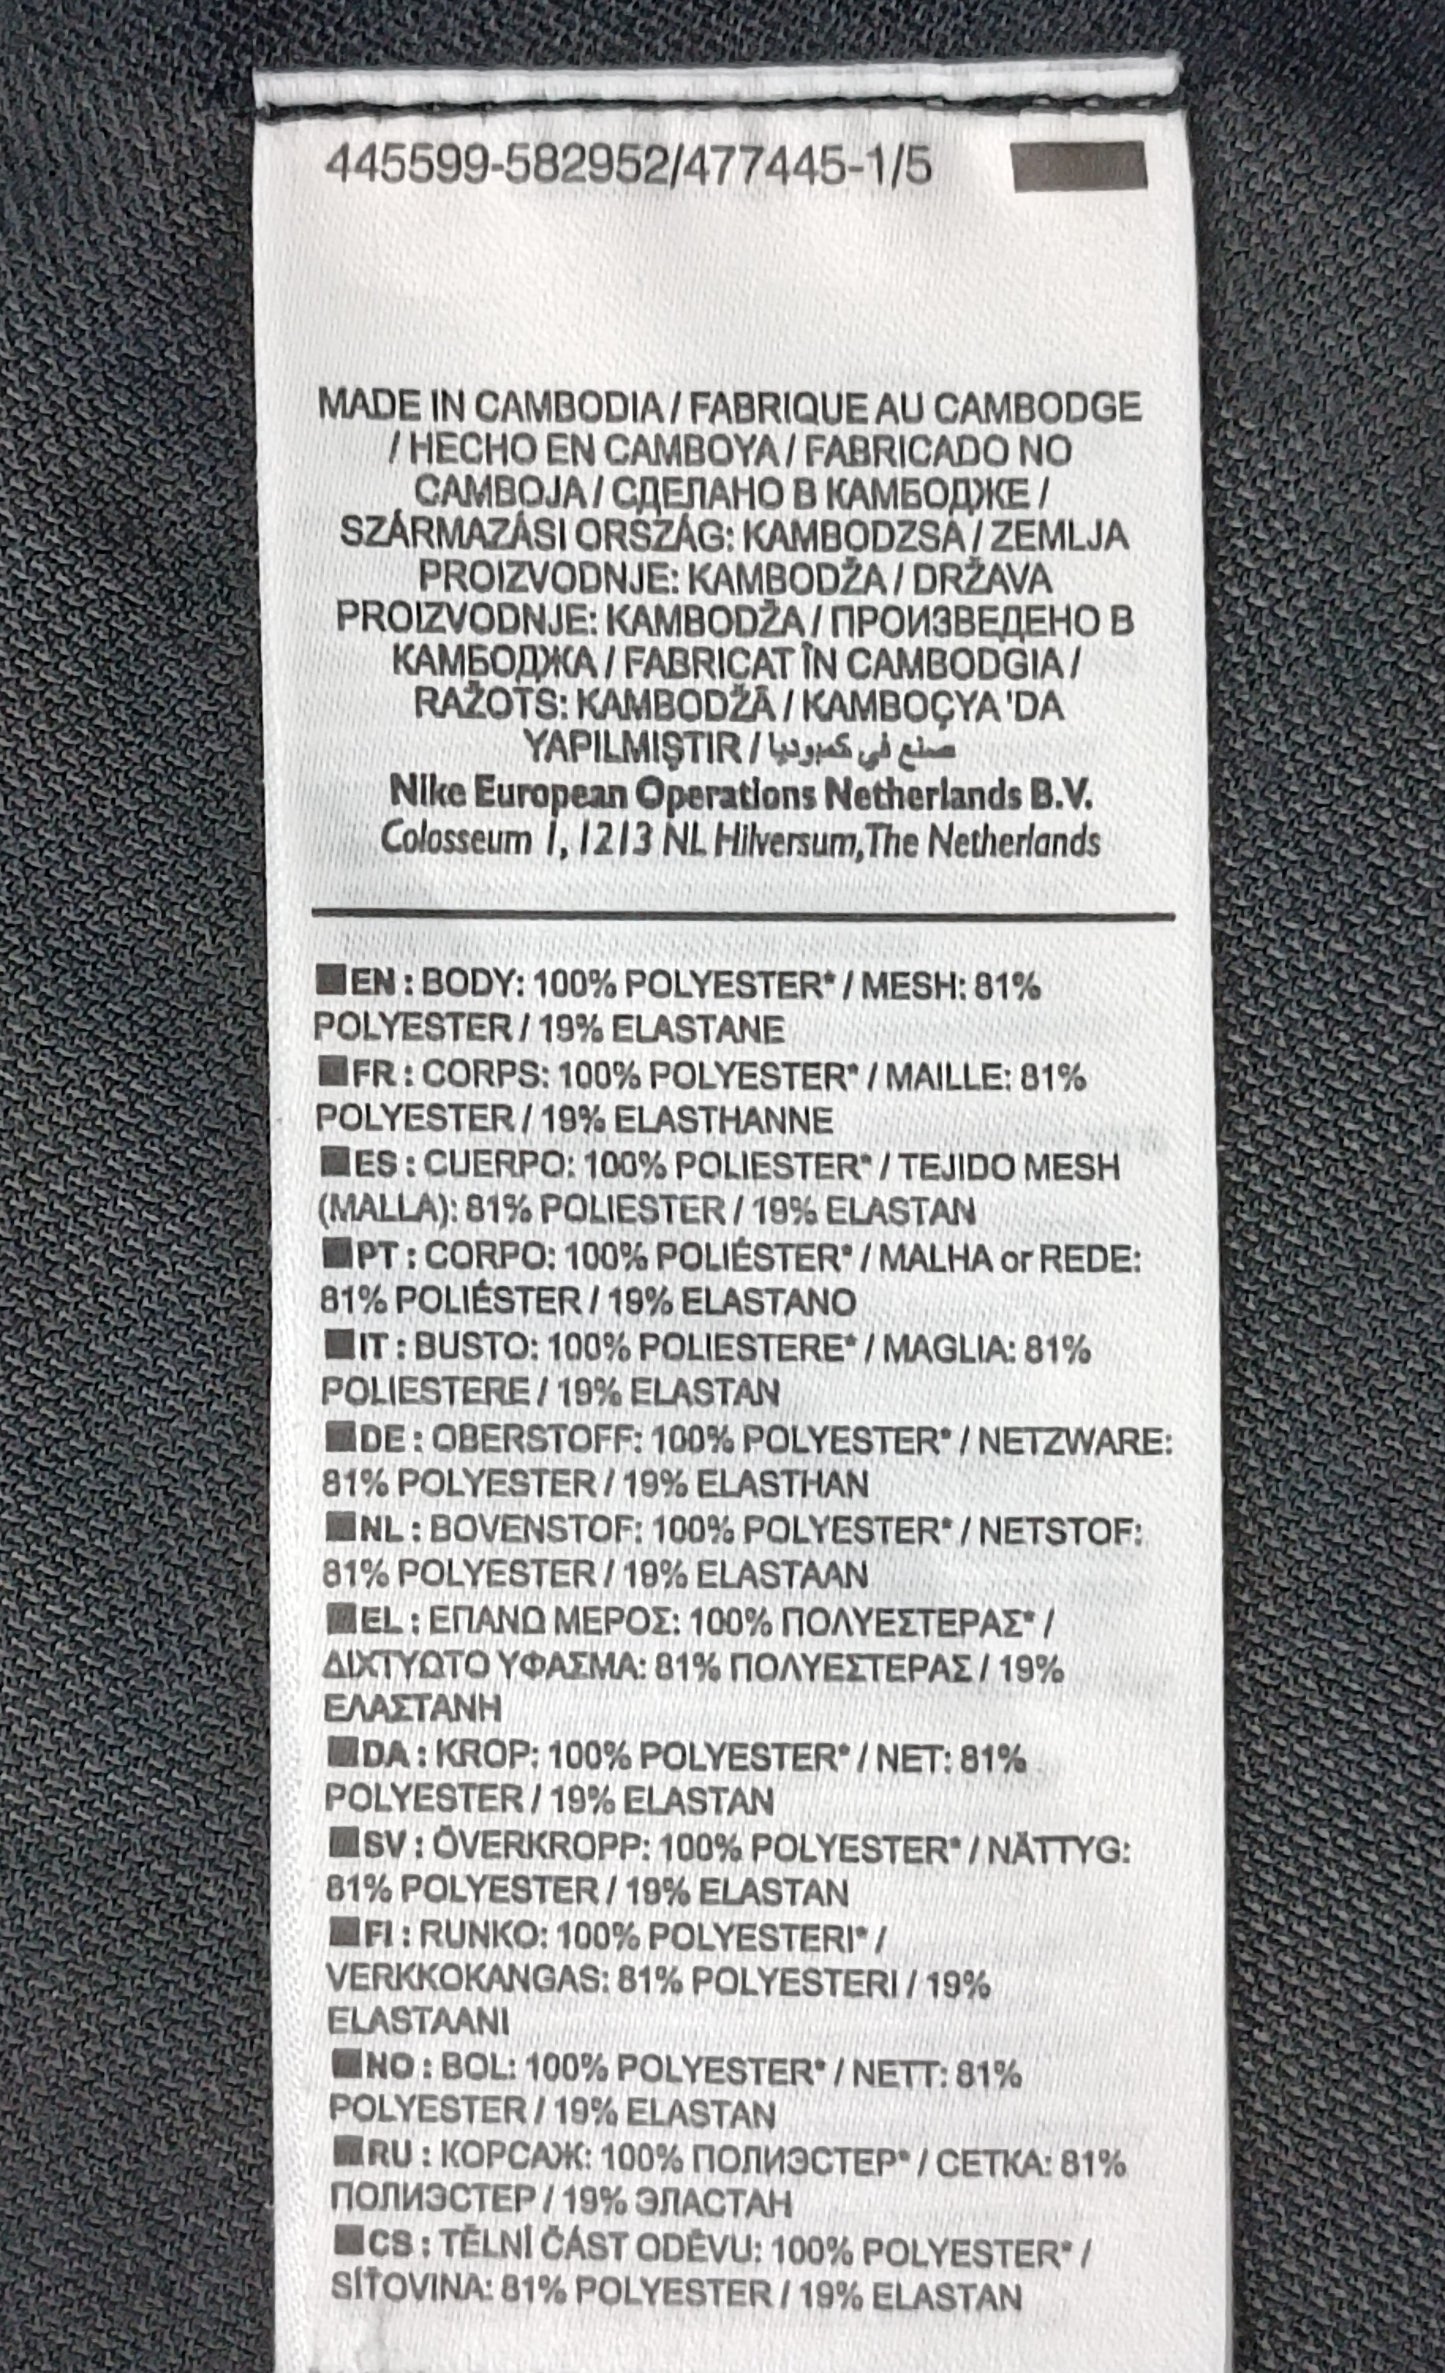 445599-582952/477445-1/5
MADE IN CAMBODIA / FABRIQUE AU CAMBODGE
/ HECHO EN CAMBOYA / FABRICADO NO
CAMBOJA / СДЕЛАНО В КАМБОДЖЕ /
SZÁRMAZÁSI ORSZÁG: KAMBODZSA / ZEMLJA
PROIZVODNJE: KAMBODŽA / DRŽAVA
PROIZVODNJE: KAMBODŽA / ПРОИЗВЕДЕНО В
КАМБОДЖА / FABRICAT ÎN CAMBODGIA /
RAŽOTS: KAMBODŽĀ / KAMBOÇYA 'DA
YAPILMIŞTIR / صنع في كمبوديا
Nike European Operations Netherlands B.V.
Colosseum 1, 1213 NL Hilversum, The Netherlands
■EN : BODY: 100% POLYESTER* / MESH: 81%
POLYESTER / 19% ELASTANE
■FR : CORPS: 100% POLYESTER* / MAILLE: 81%
POLYESTER / 19% ELASTHANNE
■ES : CUERPO: 100% POLIESTER* / TEJIDO MESH
(MALLA): 81% POLIESTER / 19% ELASTAN
■PT : CORPO: 100% POLIÉSTER* / MALHA or REDE:
81% POLIÉSTER / 19% ELASTANO
■IT : BUSTO: 100% POLIESTERE* / MAGLIA: 81%
POLIESTERE / 19% ELASTAN
■DE : OBERSTOFF: 100% POLYESTER* / NETZWARE:
81% POLYESTER / 19% ELASTHAN
■NL : BOVENSTOF: 100% POLYESTER* / NETSTOF:
81% POLYESTER / 19% ELASTAAN
■EL : ΕΠΑΝΩ ΜΕΡΟΣ: 100% ΠΟΛΥΕΣΤΕΡΑΣ* /
ΔΙΧΤΥΩΤΟ ΥΦΑΣΜΑ: 81% ΠΟΛΥΕΣΤΕΡΑΣ / 19%
ΕΛΑΣΤΑΝΗ
■DA : KROP: 100% POLYESTER* / NET: 81%
POLYESTER / 19% ELASTAN
■SV : ÖVERKROPP: 100% POLYESTER* / NÄTTYG:
81% POLYESTER / 19% ELASTAN
■FI : RUNKO: 100% POLYESTERI* /
VERKKOKANGAS: 81% POLYESTERI / 19%
ELASTAANI
■NO : BOL: 100% POLYESTER* / NETT: 81%
POLYESTER / 19% ELASTAN
■RU : КОРСАЖ: 100% ПОЛИЭСТЕР* / СЕТКА: 81%
ПОЛИЭСТЕР / 19% ЭЛАСТАН
■CS : TĚLNÍ ČÁST ODĚVU: 100% POLYESTER* /
SÍŤOVINA: 81% POLYESTER / 19% ELASTAN